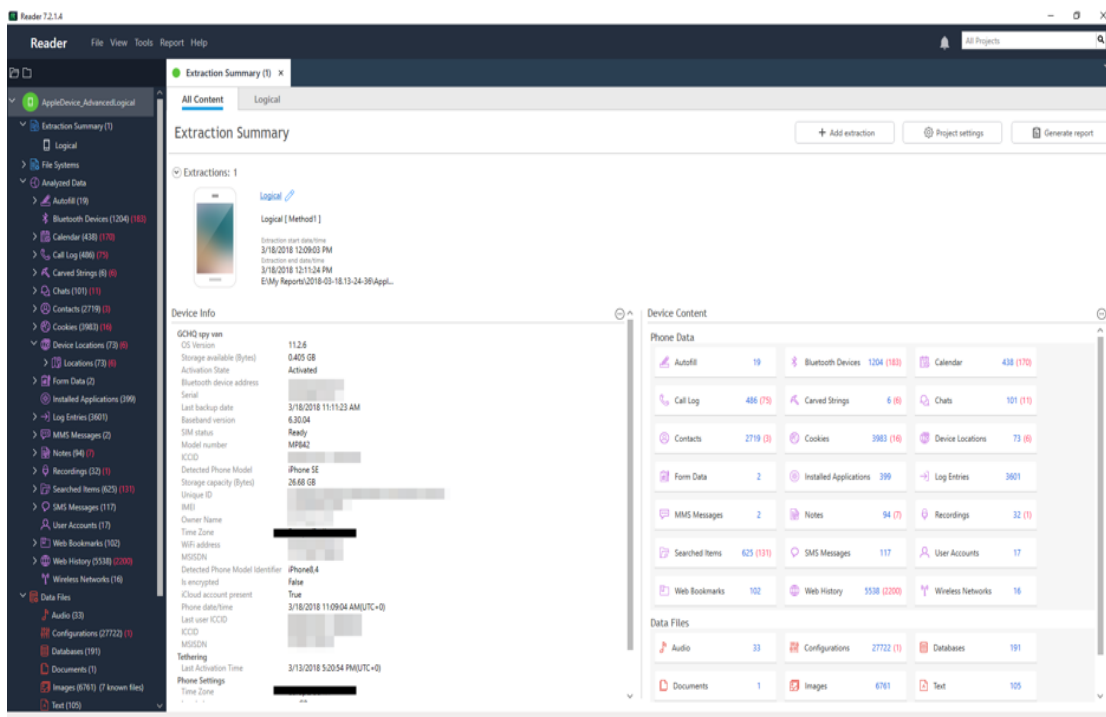 Reader 7.2.1.4
Reader File View Tools Report Help
All Projects
AppleDevice_AdvancedLogical
Extraction Summary (1)
Logical
File Systems
Analyzed Data
Autofill (19)
Bluetooth Devices (1204) (183)
Calendar (438) (170)
Call Log (486) (75)
Carved Strings (6) (6)
Chats (101) (11)
Contacts (2719) (3)
Cookies (3983) (16)
Device Locations (73) (6)
Locations (73) (6)
Form Data (2)
Installed Applications (399)
Log Entries (3601)
MMS Messages (2)
Notes (94) (7)
Recordings (32) (1)
Searched Items (625) (131)
SMS Messages (117)
User Accounts (17)
Web Bookmarks (102)
Web History (5538) (2200)
Wireless Networks (16)
Data Files
Audio (33)
Configurations (27722) (1)
Databases (191)
Documents (1)
Images (6761) (7 known files)
Text (105)
Extraction Summary (1) ×
All Content Logical
Extraction Summary
+ Add extraction Project settings Generate report
Extractions: 1
Logical
Logical [ Method1 ]
Extraction start date/time
3/18/2018 12:09:03 PM
Extraction end date/time
3/18/2018 12:11:24 PM
E:\My Reports\2018-03-18.13-24-36\Appl...
Device Info
GCHQ spy van
OS Version 11.2.6
Storage available (Bytes) 0.405 GB
Activation State Activated
Bluetooth device address
Serial
Last backup date 3/18/2018 11:11:23 AM
Baseband version 6.30.04
SIM status Ready
Model number MP842
ICCID
Detected Phone Model iPhone SE
Storage capacity (Bytes) 26.68 GB
Unique ID
IMEI
Owner Name
Time Zone
WiFi address
MSISDN
Detected Phone Model Identifier iPhone8,4
Is encrypted False
iCloud account present True
Phone date/time 3/18/2018 11:09:04 AM(UTC+0)
Last user ICCID
ICCID
MSISDN
Tethering
Last Activation Time 3/13/2018 5:20:54 PM(UTC+0)
Phone Settings
Time Zone
Device Content
Phone Data
Autofill 19 Bluetooth Devices 1204 (183) Calendar 438 (170)
Call Log 486 (75) Carved Strings 6 (6) Chats 101 (11)
Contacts 2719 (3) Cookies 3983 (16) Device Locations 73 (6)
Form Data 2 Installed Applications 399 Log Entries 3601
MMS Messages 2 Notes 94 (7) Recordings 32 (1)
Searched Items 625 (131) SMS Messages 117 User Accounts 17
Web Bookmarks 102 Web History 5538 (2200) Wireless Networks 16
Data Files
Audio 33 Configurations 27722 (1) Databases 191
Documents 1 Images 6761 Text 105